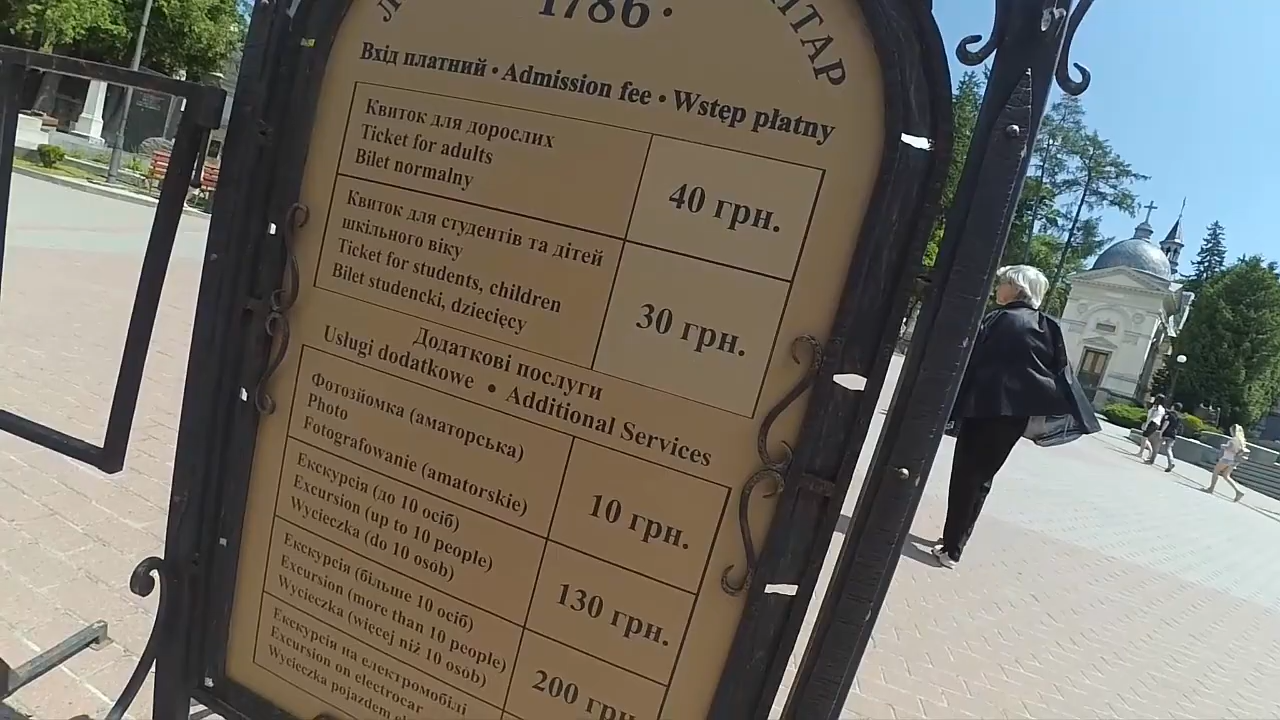 1786 •
Вхід платний • Admission fee • Wstęp płatny
Квиток для дорослих
Ticket for adults
Bilet normalny
40 грн.
Квиток для студентів та дітей
шкільного віку
Ticket for students, children
Bilet studencki, dziecięcy
30 грн.
Додаткові послуги
Usługi dodatkowe • Additional Services
Фотозйомка (аматорська)
Photo
Fotografowanie (amatorskie)
10 грн.
Екскурсія (до 10 осіб)
Excursion (up to 10 people)
Wycieczka (do 10 osób)
130 грн.
Екскурсія (більше 10 осіб)
Excursion (more than 10 people)
Wycieczka (więcej niż 10 osób)
200 грн
Екскурсія на електромобілі
Excursion on electrocar
Wycieczka pojazdem